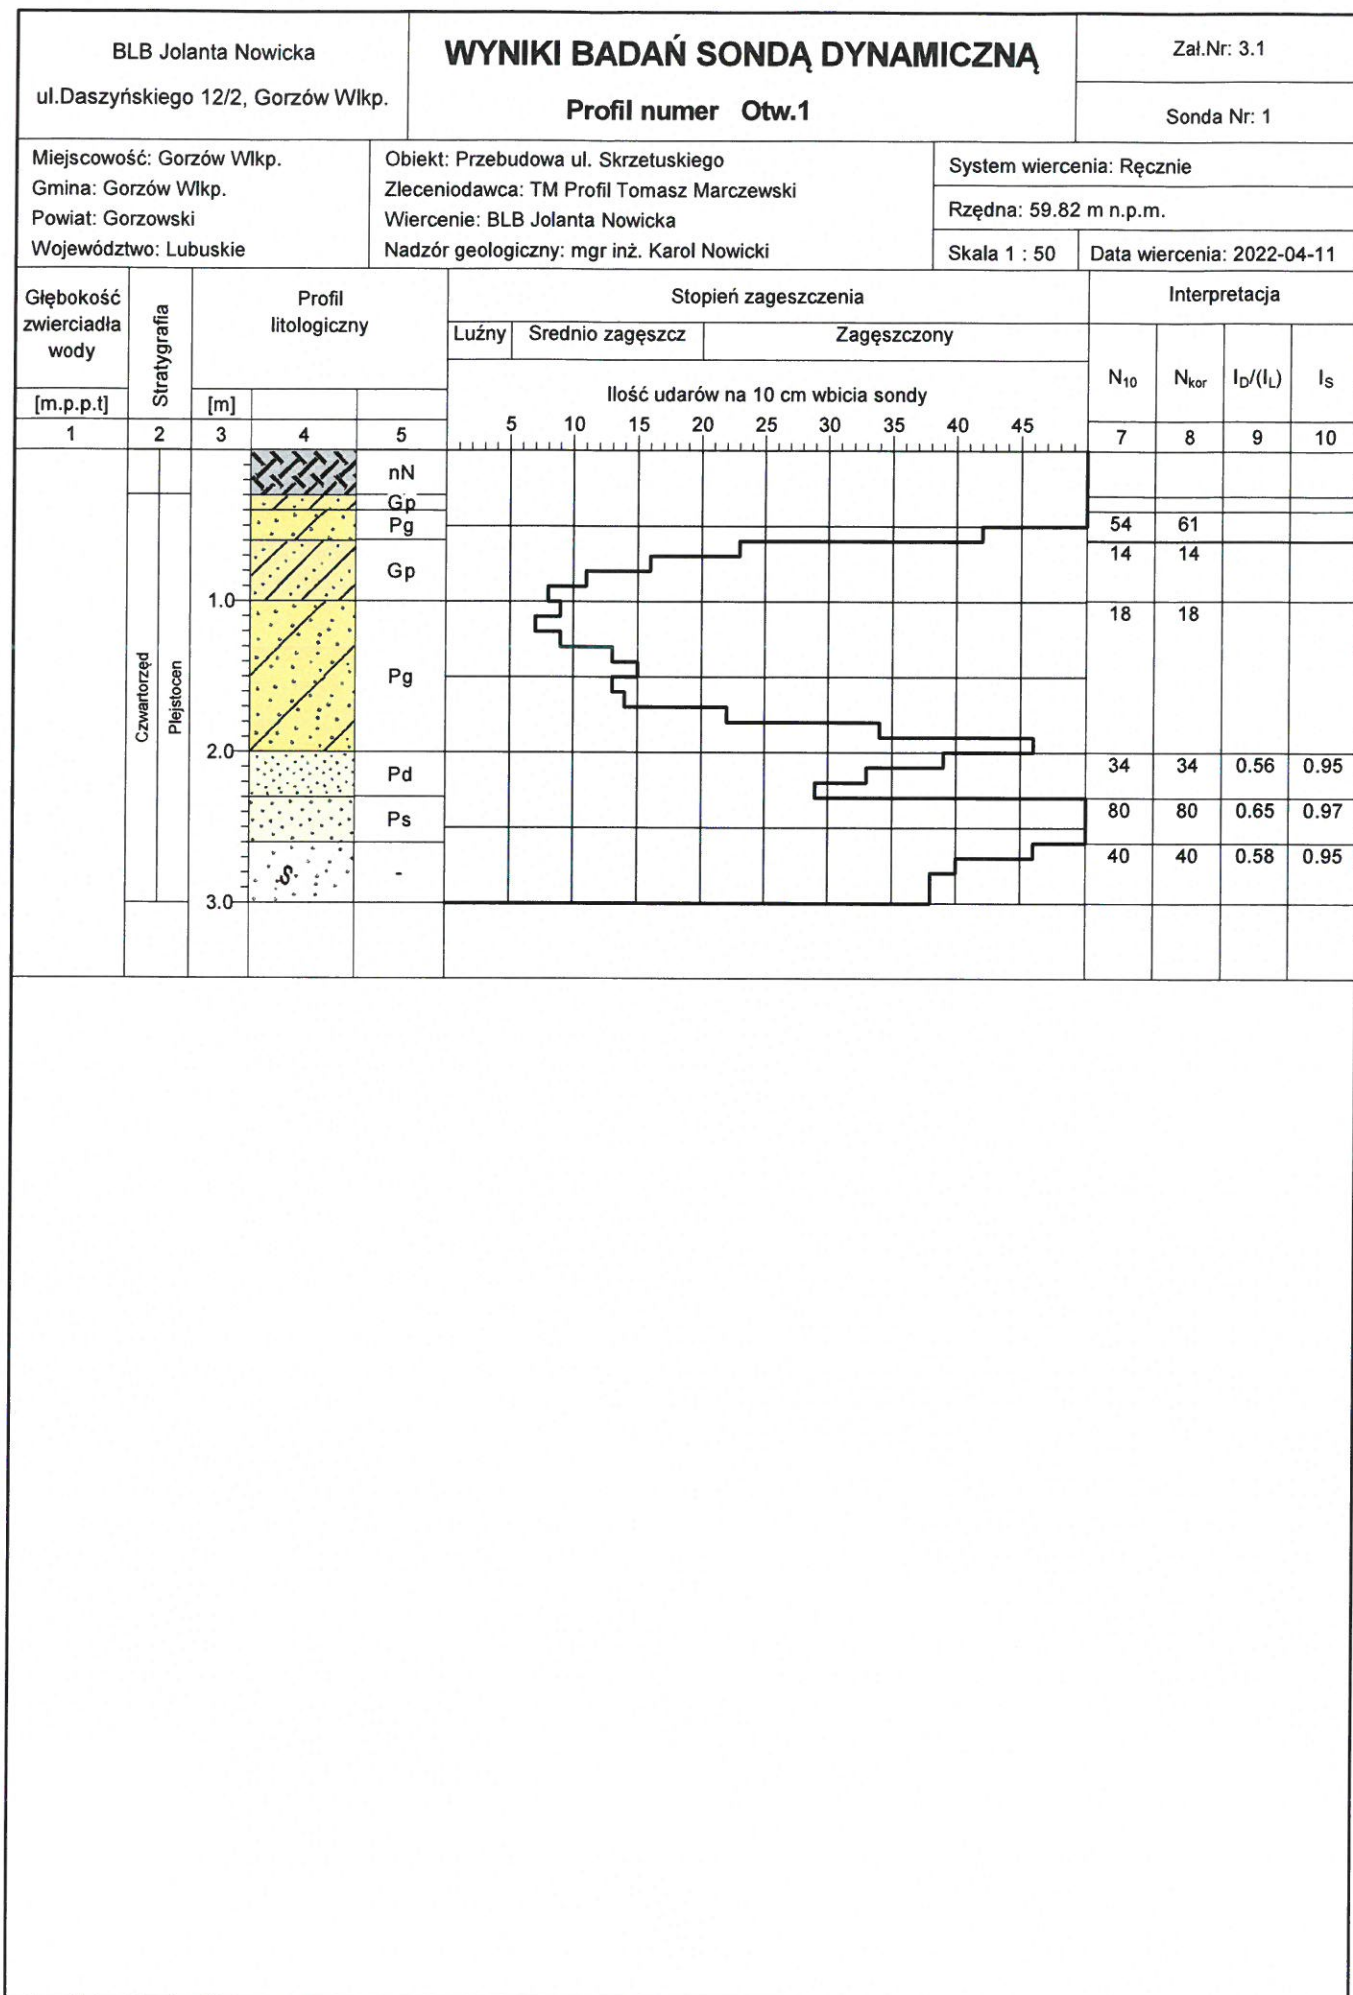 BLB Jolanta Nowicka
ul.Daszyńskiego 12/2, Gorzów Wlkp.
WYNIKI BADAŃ SONDĄ DYNAMICZNĄ
Profil numer Otw.1
Zał.Nr: 3.1
Sonda Nr: 1
Miejscowość: Gorzów Wlkp.
Gmina: Gorzów Wlkp.
Powiat: Gorzowski
Województwo: Lubuskie
Obiekt: Przebudowa ul. Skrzetuskiego
Zleceniodawca: TM Profil Tomasz Marczewski
Wiercenie: BLB Jolanta Nowicka
Nadzór geologiczny: mgr inż. Karol Nowicki
System wiercenia: Ręcznie
Rzędna: 59.82 m n.p.m.
Skala 1 : 50
Data wiercenia: 2022-04-11
Głębokość
zwierciadła
wody
[m.p.p.t]
Stratygrafia
Profil
litologiczny
[m]
Stopień zageszczenia
Luźny
Srednio zagęszcz
Zagęszczony
Ilość udarów na 10 cm wbicia sondy
5 10 15 20 25 30 35 40 45
Interpretacja
N10
Nkor
ID/(IL)
IS
1 2 3 4 5 7 8 9 10
nN
Gp
Pg 54 61
Gp 14 14
1.0
18 18
Pg
Czwartorzęd
Plejstocen
2.0
Pd 34 34 0.56 0.95
Ps 80 80 0.65 0.97
S - 40 40 0.58 0.95
3.0